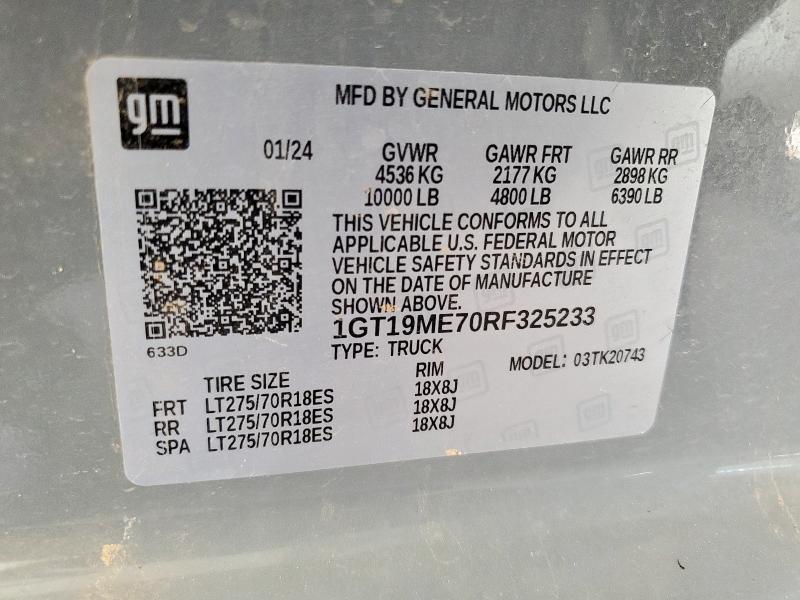 gm
MFD BY GENERAL MOTORS LLC
01/24 GVWR GAWR FRT GAWR RR
4536 KG 2177 KG 2898 KG
10000 LB 4800 LB 6390 LB
THIS VEHICLE CONFORMS TO ALL
APPLICABLE U.S. FEDERAL MOTOR
VEHICLE SAFETY STANDARDS IN EFFECT
ON THE DATE OF MANUFACTURE
SHOWN ABOVE.
1GT19ME70RF325233
633D
TYPE: TRUCK MODEL: 03TK20743
TIRE SIZE RIM
FRT LT275/70R18ES 18X8J
RR LT275/70R18ES 18X8J
SPA LT275/70R18ES 18X8J